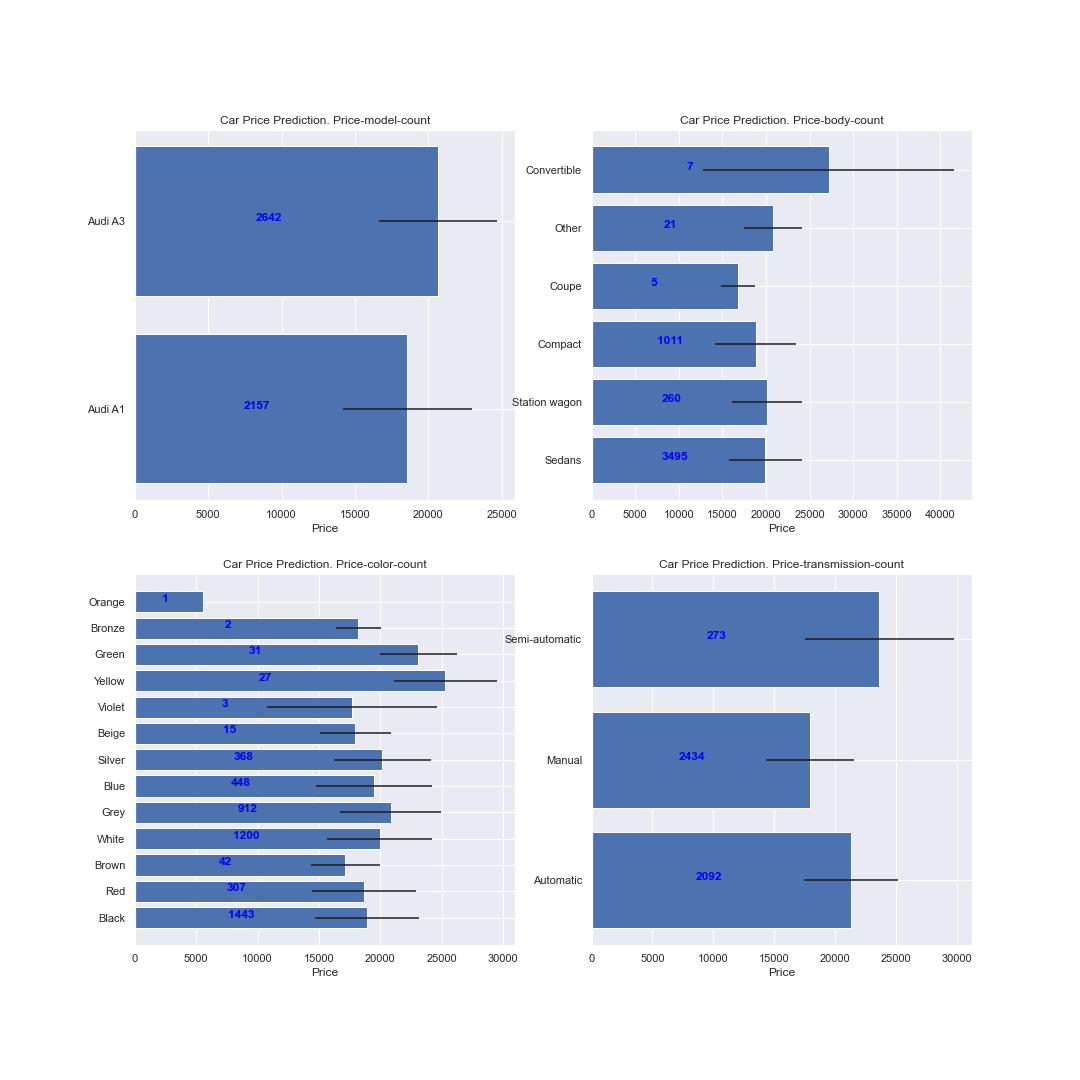 Car Price Prediction. Price-model-count
Audi A3
2642
Audi A1
2157
0 5000 10000 15000 20000 25000
Price
Car Price Prediction. Price-body-count
Convertible
7
Other
21
Coupe
5
Compact
1011
Station wagon
260
Sedans
3495
0 5000 10000 15000 20000 25000 30000 35000 40000
Price
Car Price Prediction. Price-color-count
Orange
1
Bronze
2
Green
31
Yellow
27
Violet
3
Beige
15
Silver
368
Blue
448
Grey
912
White
1200
Brown
42
Red
307
Black
1443
0 5000 10000 15000 20000 25000 30000
Price
Car Price Prediction. Price-transmission-count
Semi-automatic
273
Manual
2434
Automatic
2092
0 5000 10000 15000 20000 25000 30000
Price